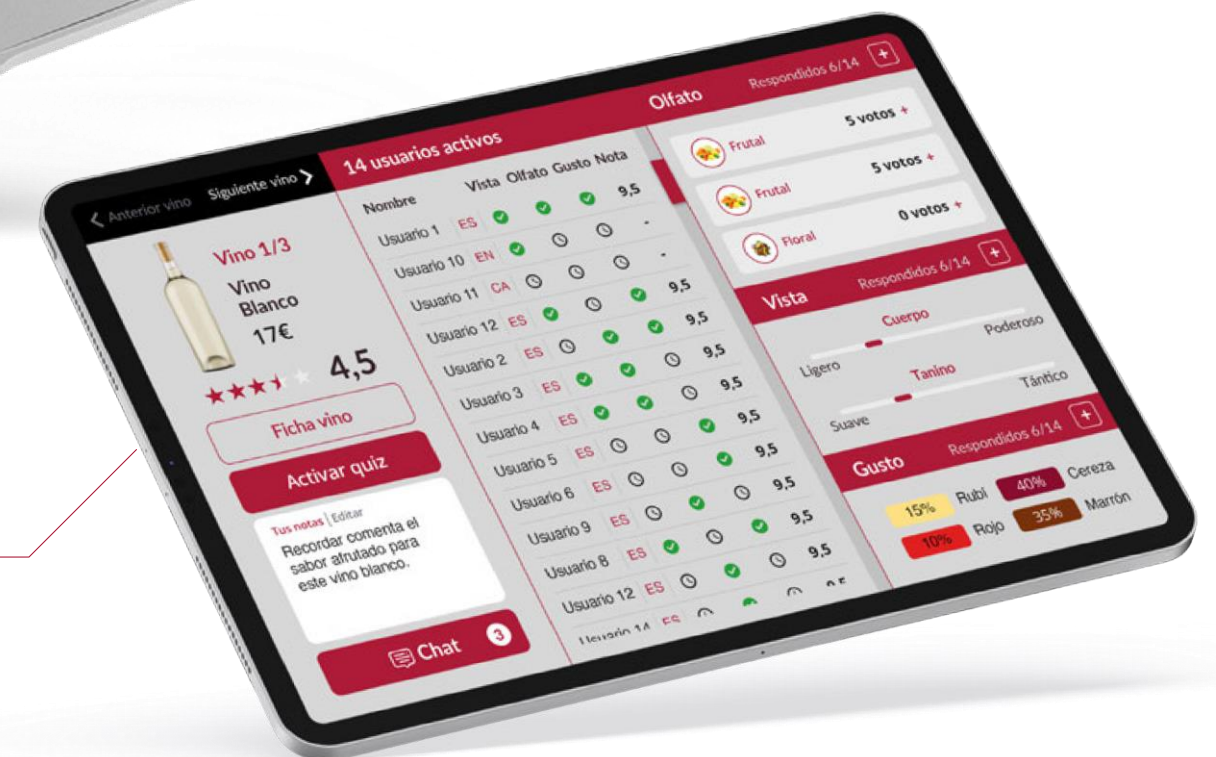 Anterior vino
Siguiente vino
Vino 1/3
Vino
Blanco
17€
4,5
Ficha vino
Activar quiz
Tus notas | Editar
Recordar comenta el
sabor afrutado para
este vino blanco.
Chat 3
14 usuarios activos
Nombre Vista Olfato Gusto Nota
Usuario 1 ES 9,5
Usuario 10 EN -
Usuario 11 CA -
Usuario 12 ES 9,5
Usuario 2 ES 9,5
Usuario 3 ES 9,5
Usuario 4 ES 9,5
Usuario 5 ES 9,5
Usuario 6 ES 9,5
Usuario 9 ES 9,5
Usuario 8 ES 9,5
Usuario 12 ES 9,5
Usuario 14 ES 9,5
Olfato Respondidos 6/14 +
Frutal 5 votos +
Frutal 5 votos +
Floral 0 votos +
Vista Respondidos 6/14 +
Cuerpo
Ligero Poderoso
Tanino
Suave Tántico
Gusto Respondidos 6/14 +
15% Rubí 40% Cereza
10% Rojo 35% Marrón